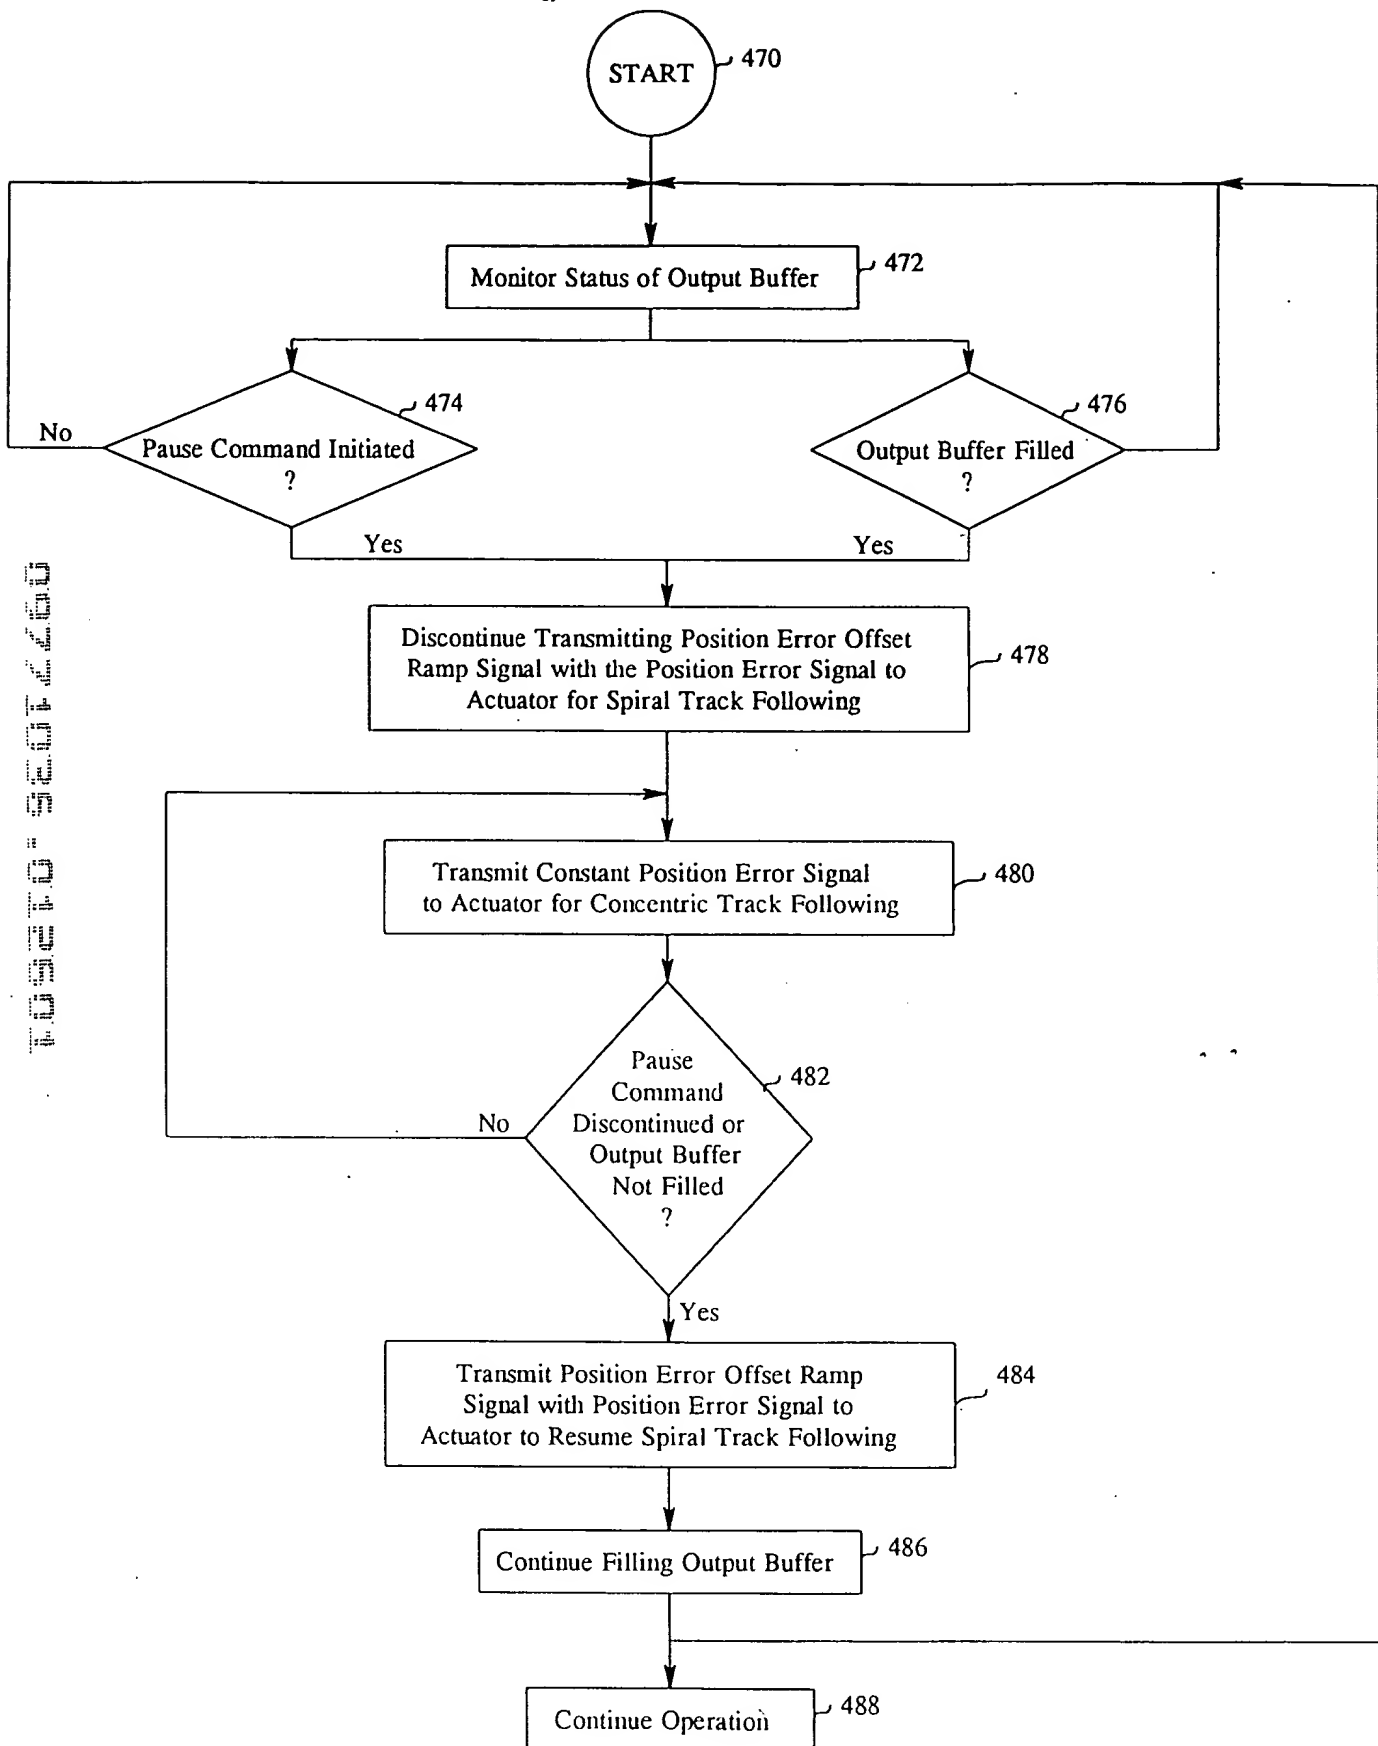 START
470
Monitor Status of Output Buffer
472
474
476
No
Pause Command Initiated
?
Output Buffer Filled
?
Yes
Yes
Discontinue Transmitting Position Error Offset
Ramp Signal with the Position Error Signal to
Actuator for Spiral Track Following
478
Transmit Constant Position Error Signal
to Actuator for Concentric Track Following
480
Pause
Command
Discontinued or
Output Buffer
Not Filled
?
482
No
Yes
Transmit Position Error Offset Ramp
Signal with Position Error Signal to
Actuator to Resume Spiral Track Following
484
Continue Filling Output Buffer
486
Continue Operation
488
09771035.012501